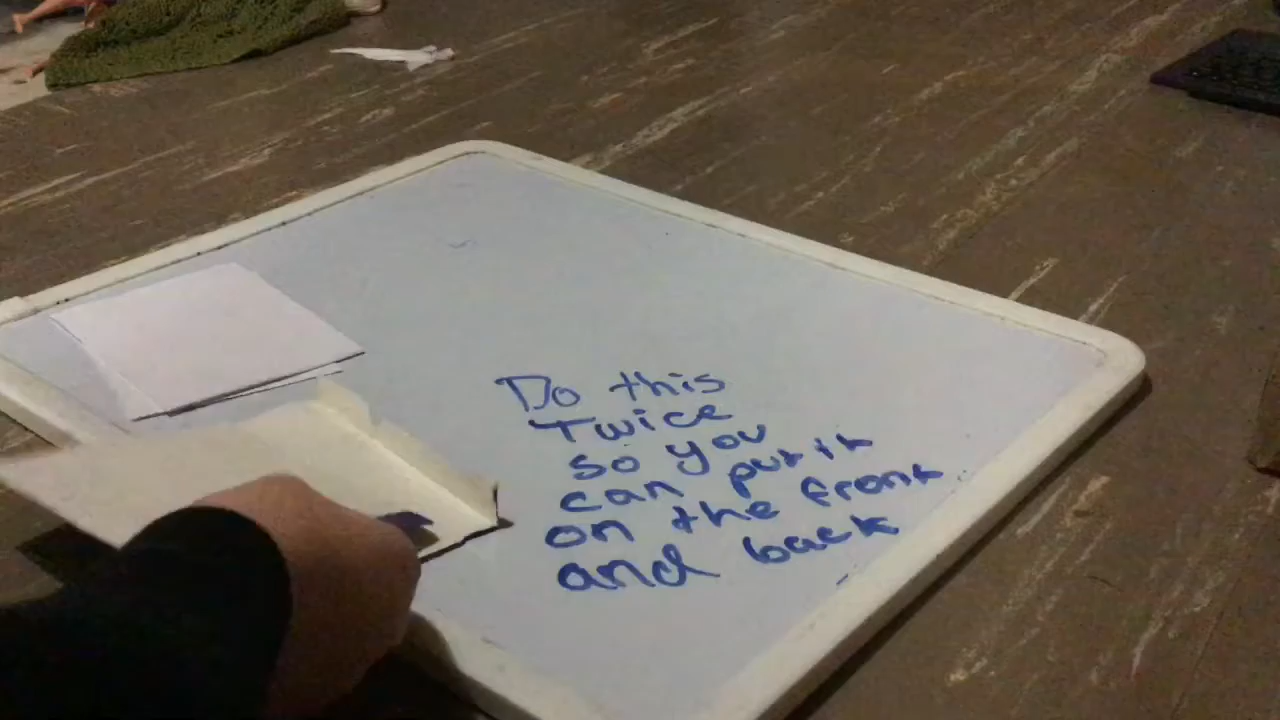 Do this
Twice
so you
can put it
on the front
and back